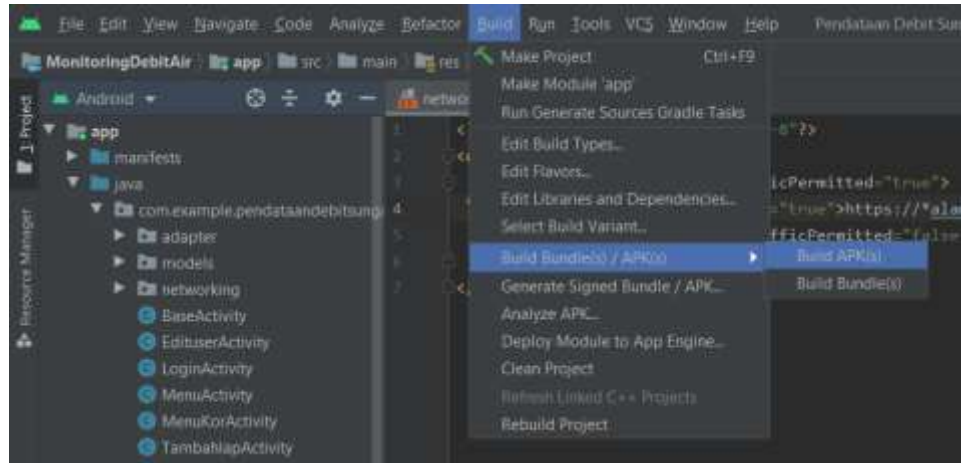 File Edit View Navigate Code Analyze Refactor Build Run Tools VCS Window Help Pendataan Debit Sun
MonitoringDebitAir app src main res
Android
1: Project
Resource Manager
app
manifests
java
com.example.pendataandebitsung
adapter
models
networking
BaseActivity
EdituserActivity
LoginActivity
MenuActivity
MenuKorActivity
TambahlapActivity
netwo
1
2
3
4
5
6
7
"?>
icPermitted="true">
="true">https://*ala
fficPermitted="false
Make Project Ctrl+F9
Make Module 'app'
Run Generate Sources Gradle Tasks
Edit Build Types...
Edit Flavors...
Edit Libraries and Dependencies...
Select Build Variant...
Build Bundle(s) / APK(s)
Generate Signed Bundle / APK...
Analyze APK...
Deploy Module to App Engine...
Clean Project
Refresh Linked C++ Projects
Rebuild Project
Build APK(s)
Build Bundle(s)